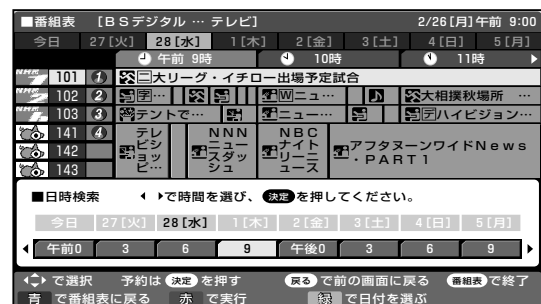 ■番組表 [BSデジタル … テレビ] 2/26[月]午前 9:00
今日 27[火] 28[水] 1[木] 2[金] 3[土] 4[日] 5[月]
午前 9時 10時 11時
101 1 二大リーグ・イチロー出場予定試合
102 2 字… W ニュ… 大相撲秋場所 …
103 3 テントで… ニュー… デハイビジョン…
141 4 テレビショッピ… NNNニュースダッシュ NBCナイトリーニュース アフタヌーンワイドNews・PART1
142
143
■日時検索 で時間を選び、 決定 を押してください。
今日 27[火] 28[水] 1[木] 2[金] 3[土] 4[日] 5[月]
午前0 3 6 9 午後0 3 6 9
で選択 予約は 決定 を押す 戻る で前の画面に戻る 番組表 で終了
青 で番組表に戻る 赤 で実行 緑 で日付を選ぶ